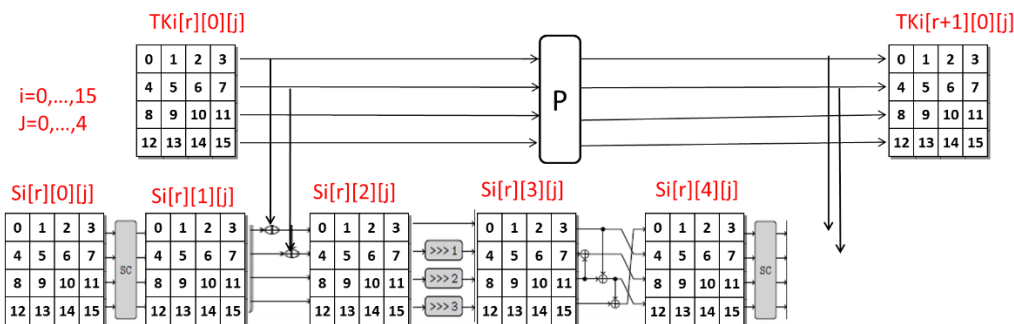 TKi[r][0][j]
TKi[r+1][0][j]
0 1 2 3
4 5 6 7
8 9 10 11
12 13 14 15
P
0 1 2 3
4 5 6 7
8 9 10 11
12 13 14 15
i=0,...,15
J=0,...,4
Si[r][0][j]
Si[r][1][j]
Si[r][2][j]
Si[r][3][j]
Si[r][4][j]
0 1 2 3
4 5 6 7
8 9 10 11
12 13 14 15
SC
0 1 2 3
4 5 6 7
8 9 10 11
12 13 14 15
0 1 2 3
4 5 6 7
8 9 10 11
12 13 14 15
>>> 1
>>> 2
>>> 3
0 1 2 3
4 5 6 7
8 9 10 11
12 13 14 15
0 1 2 3
4 5 6 7
8 9 10 11
12 13 14 15
SC